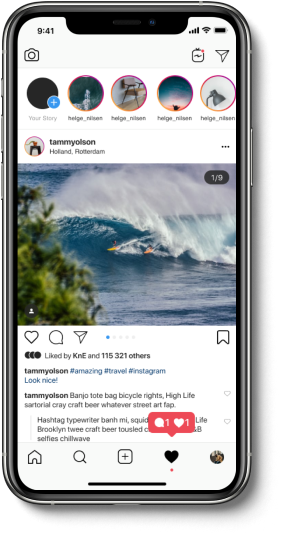 9:41
Your Story
helge_nilsen
helge_nilsen
helge_nilsen
helge_nilsen
tammyolson
Holland, Rotterdam
1/9
Liked by KnE and 115 321 others
tammyolson #amazing #travel #instagram
Look nice!
tammyolson Banjo tote bag bicycle rights, High Life
sartorial cray craft beer whatever street art fap.
1 1
Hashtag typewriter banh mi, squid Life
Brooklyn twee craft beer tousled &B
selfies chillwave